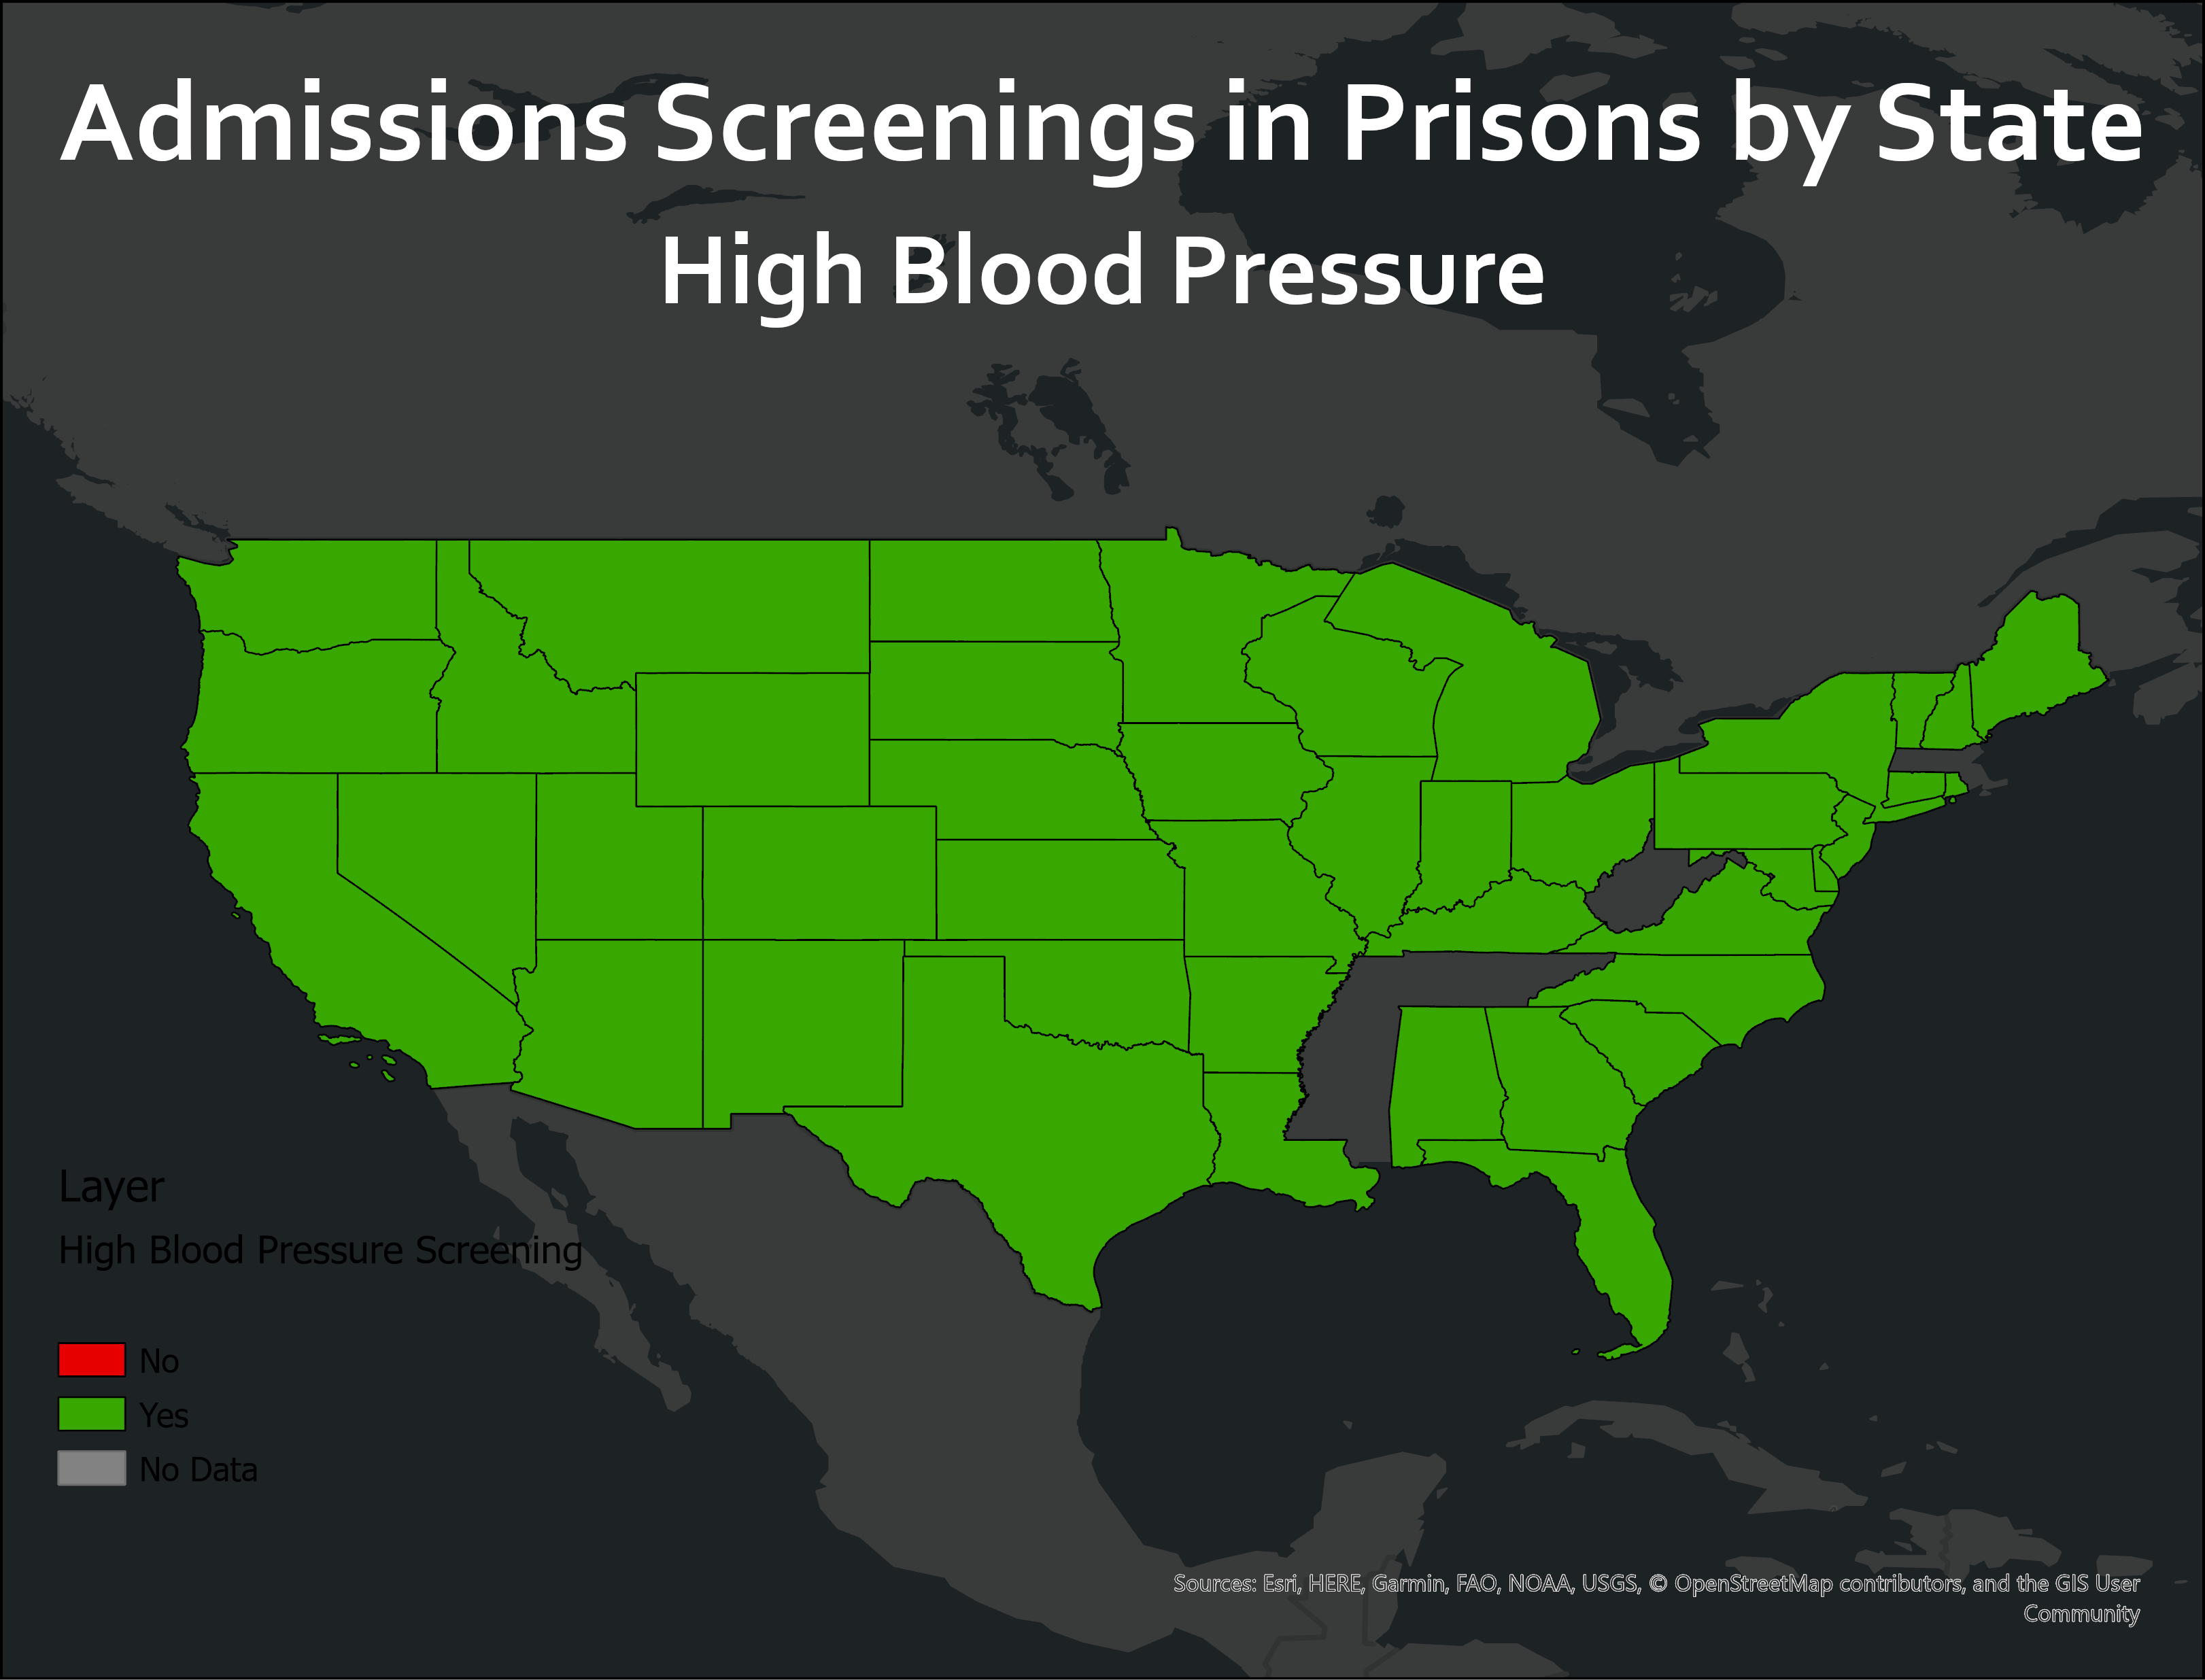 Admissions Screenings in Prisons by State
High Blood Pressure
Layer
High Blood Pressure Screening
No
Yes
No Data
Sources: Esri, HERE, Garmin, FAO, NOAA, USGS, © OpenStreetMap contributors, and the GIS User
Community